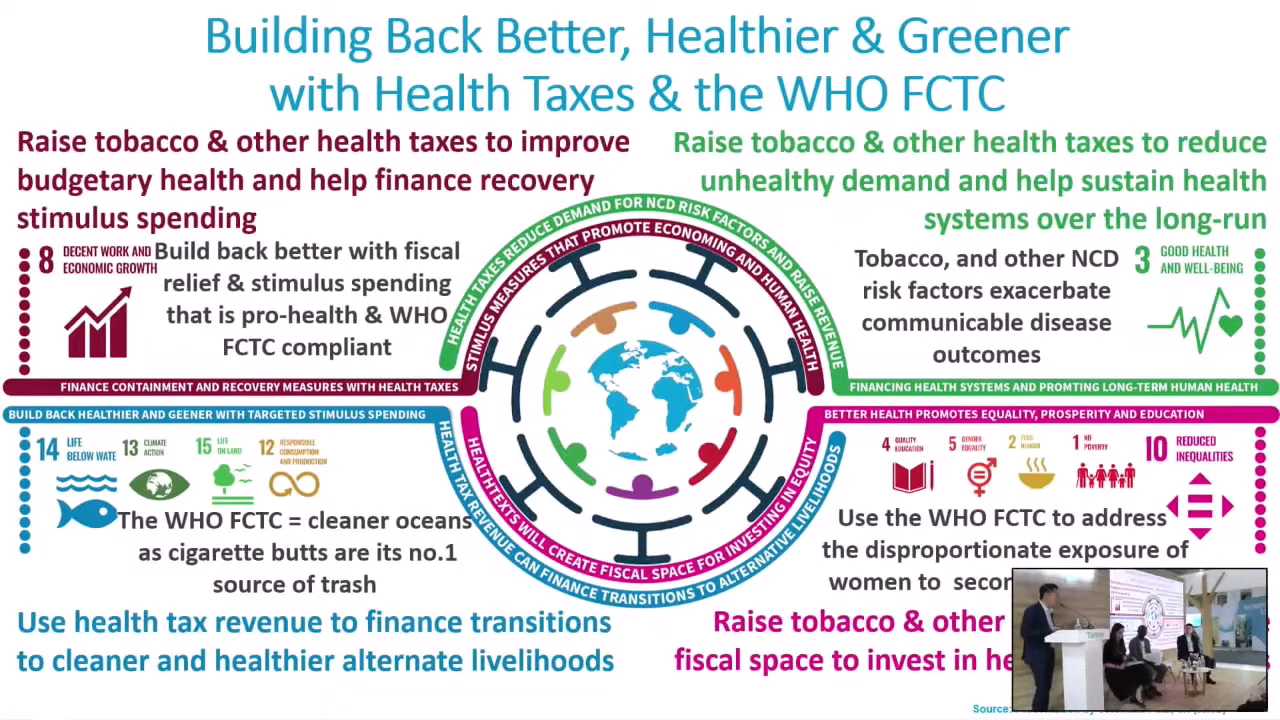 Building Back Better, Healthier & Greener
with Health Taxes & the WHO FCTC
Raise tobacco & other health taxes to improve
budgetary health and help finance recovery
stimulus spending
Raise tobacco & other health taxes to reduce
unhealthy demand and help sustain health
systems over the long-run
8 DECENT WORK AND
ECONOMIC GROWTH
Build back better with fiscal
relief & stimulus spending
that is pro-health & WHO
FCTC compliant
HEALTH TAXES REDUCE DEMAND FOR NCD RISK FACTORS AND RAISE REVENUE
STIMLUS MEASURES THAT PROMOTE ECONOMING AND HUMAN HEALTH
Tobacco, and other NCD
risk factors exacerbate
communicable disease
outcomes
3 GOOD HEALTH
AND WELL-BEING
FINANCE CONTAINMENT AND RECOVERY MEASURES WITH HEALTH TAXES
FINANCING HEALTH SYSTEMS AND PROMTING LONG-TERM HUMAN HEALTH
BUILD BACK HEALTHIER AND GEENER WITH TARGETED STIMULUS SPENDING
BETTER HEALTH PROMOTES EQUALITY, PROSPERITY AND EDUCATION
14 LIFE
BELOW WATE
13 CLIMATE
ACTION
15 LIFE
ON LAND
12 RESPONSIBLE
CONSUMPTION
AND PRODUCTION
The WHO FCTC = cleaner oceans
as cigarette butts are its no.1
source of trash
HEALTHTEXTS WILL CREATE FISCAL SPACE FOR INVESTING IN EQUITY
HEALTH TAX REVENUE CAN FINANCE TRANSITIONS TO ALTERNATIVE LIVELIHOODS
4 QUALITY
EDUCATION
5 GENDER
EQUALITY
2 ZERO
HUNGER
1 NO
POVERTY
10 REDUCED
INEQUALITIES
Use the WHO FCTC to address
the disproportionate exposure of
women to
Use health tax revenue to finance transitions
to cleaner and healthier alternate livelihoods
Raise tobacco & other
fiscal space to invest in
Source: